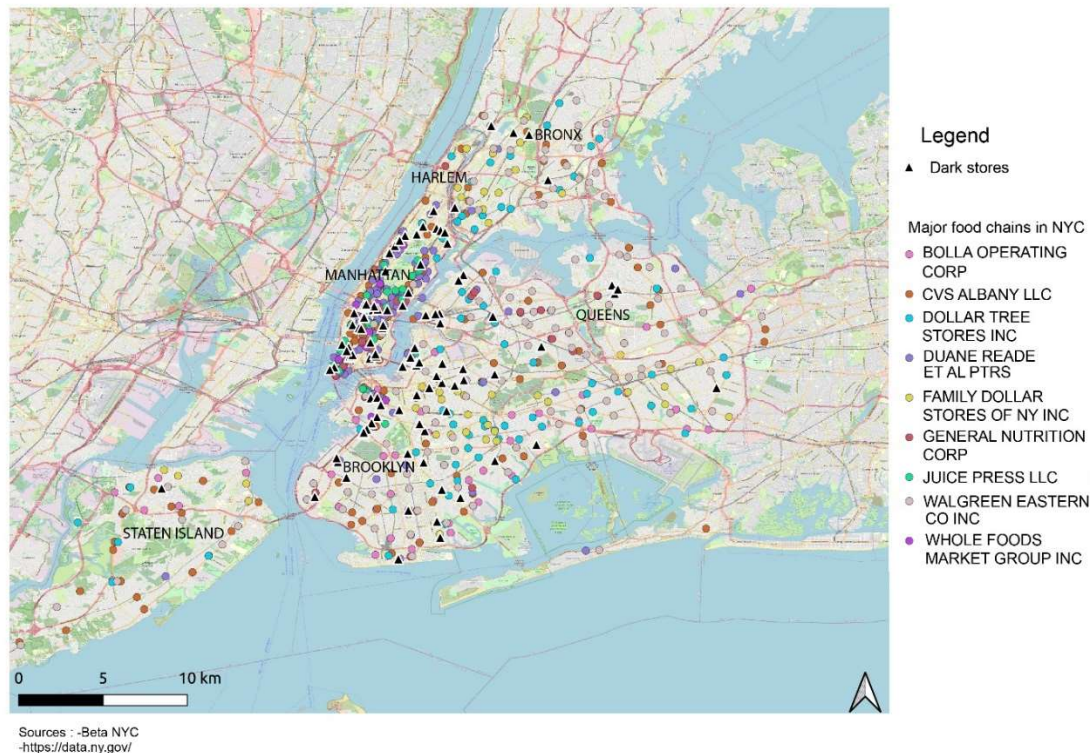 BRONX
HARLEM
MANHATTAN
QUEENS
BROOKLYN
STATEN ISLAND
0 5 10 km
Legend
Dark stores
Major food chains in NYC
BOLLA OPERATING
CORP
CVS ALBANY LLC
DOLLAR TREE
STORES INC
DUANE READE
ET AL PTRS
FAMILY DOLLAR
STORES OF NY INC
GENERAL NUTRITION
CORP
JUICE PRESS LLC
WALGREEN EASTERN
CO INC
WHOLE FOODS
MARKET GROUP INC
Sources : -Beta NYC
-https://data.ny.gov/